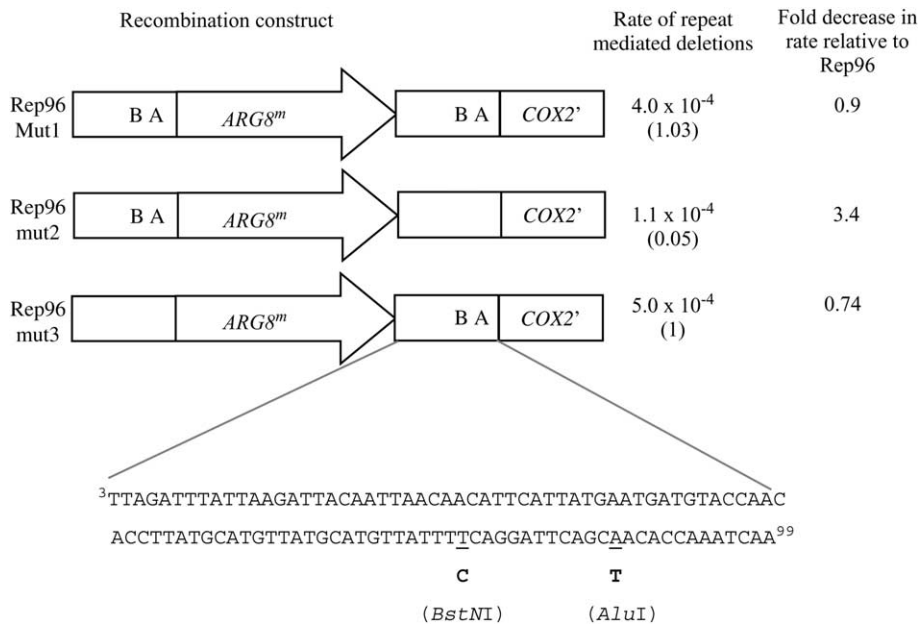 Recombination construct
Rate of repeat
mediated deletions
Fold decrease in
rate relative to
Rep96
Rep96
Mut1
B A
ARG8ᵐ
B A
COX2'
4.0 x 10⁻⁴
(1.03)
0.9
Rep96
mut2
B A
ARG8ᵐ
COX2'
1.1 x 10⁻⁴
(0.05)
3.4
Rep96
mut3
ARG8ᵐ
B A
COX2'
5.0 x 10⁻⁴
(1)
0.74
³TTAGATTTATTAAGATTACAATTAACAACATTCATTATGAATGATGTACCAAC
ACCTTATGCATGTTATGCATGTTATTTTCAGGATTCAGCAACACCAAATCAA⁹⁹
C T
(BstNI) (AluI)